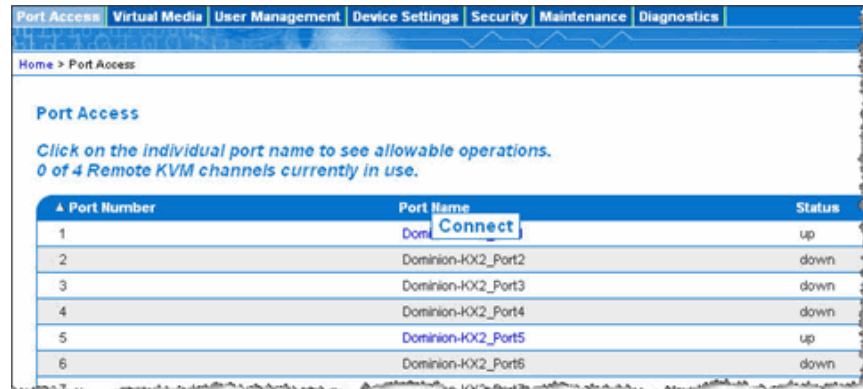 Port Access Virtual Media User Management Device Settings Security Maintenance Diagnostics
Home > Port Access
Port Access
Click on the individual port name to see allowable operations.
0 of 4 Remote KVM channels currently in use.
▲ Port Number Port Name Status
Connect
1 up
2 Dominion-KX2_Port2 down
3 Dominion-KX2_Port3 down
4 Dominion-KX2_Port4 down
5 Dominion-KX2_Port5 up
6 Dominion-KX2_Port6 down